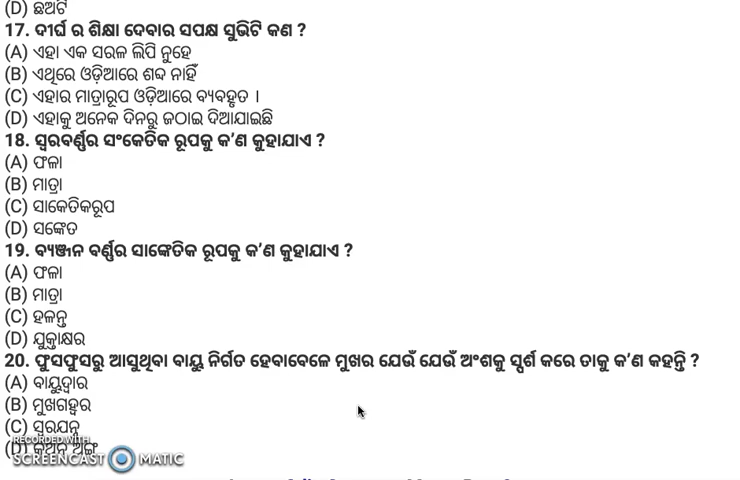 (D) ଛଅଟି
17. ଦୀର୍ଘ ର ଶିକ୍ଷା ଦେବାର ସପକ୍ଷ ସୁଭିଟି କଣ ?
(A) ଏହା ଏକ ସରଳ ଲିପି ନୁହେ
(B) ଏଥିରେ ଓଡ଼ିଆରେ ଶବ୍ଦ ନାହିଁ
(C) ଏହାର ମାତ୍ରାରୂପ ଓଡ଼ିଆରେ ବ୍ୟବହୃତ ।
(D) ଏହାକୁ ଅନେକ ଦିନରୁ ଜଠାଇ ଦିଆଯାଇଛି
18. ସ୍ୱରବର୍ଣ୍ଣର ସଂକେତିକ ରୂପକୁ କ'ଣ କୁହାଯାଏ ?
(A) ଫଳା
(B) ମାତ୍ରା
(C) ସାକେତିକରୂପ
(D) ସଙ୍କେତ
19. ବ୍ୟଞ୍ଜନ ବର୍ଣ୍ଣର ସାଙ୍କେତିକ ରୂପକୁ କ'ଣ କୁହାଯାଏ ?
(A) ଫଳା
(B) ମାତ୍ରା
(C) ହଳନ୍ତ
(D) ଯୁକ୍ତାକ୍ଷର
20. ଫୁସଫୁସରୁ ଆସୁଥିବା ବାୟୁ ନିର୍ଗତ ହେବାବେଳେ ମୁଖର ଯେଉଁ ଯେଉଁ ଅଂଶକୁ ସ୍ପର୍ଶ କରେ ତାକୁ କ'ଣ କହନ୍ତି ?
(A) ବାୟୁଦ୍ୱାର
(B) ମୁଖଗହ୍ୱର
(C) ସ୍ୱରଯନ୍ତ୍ର
RECORDED WITH
(D)
SCREENCAST MATIC